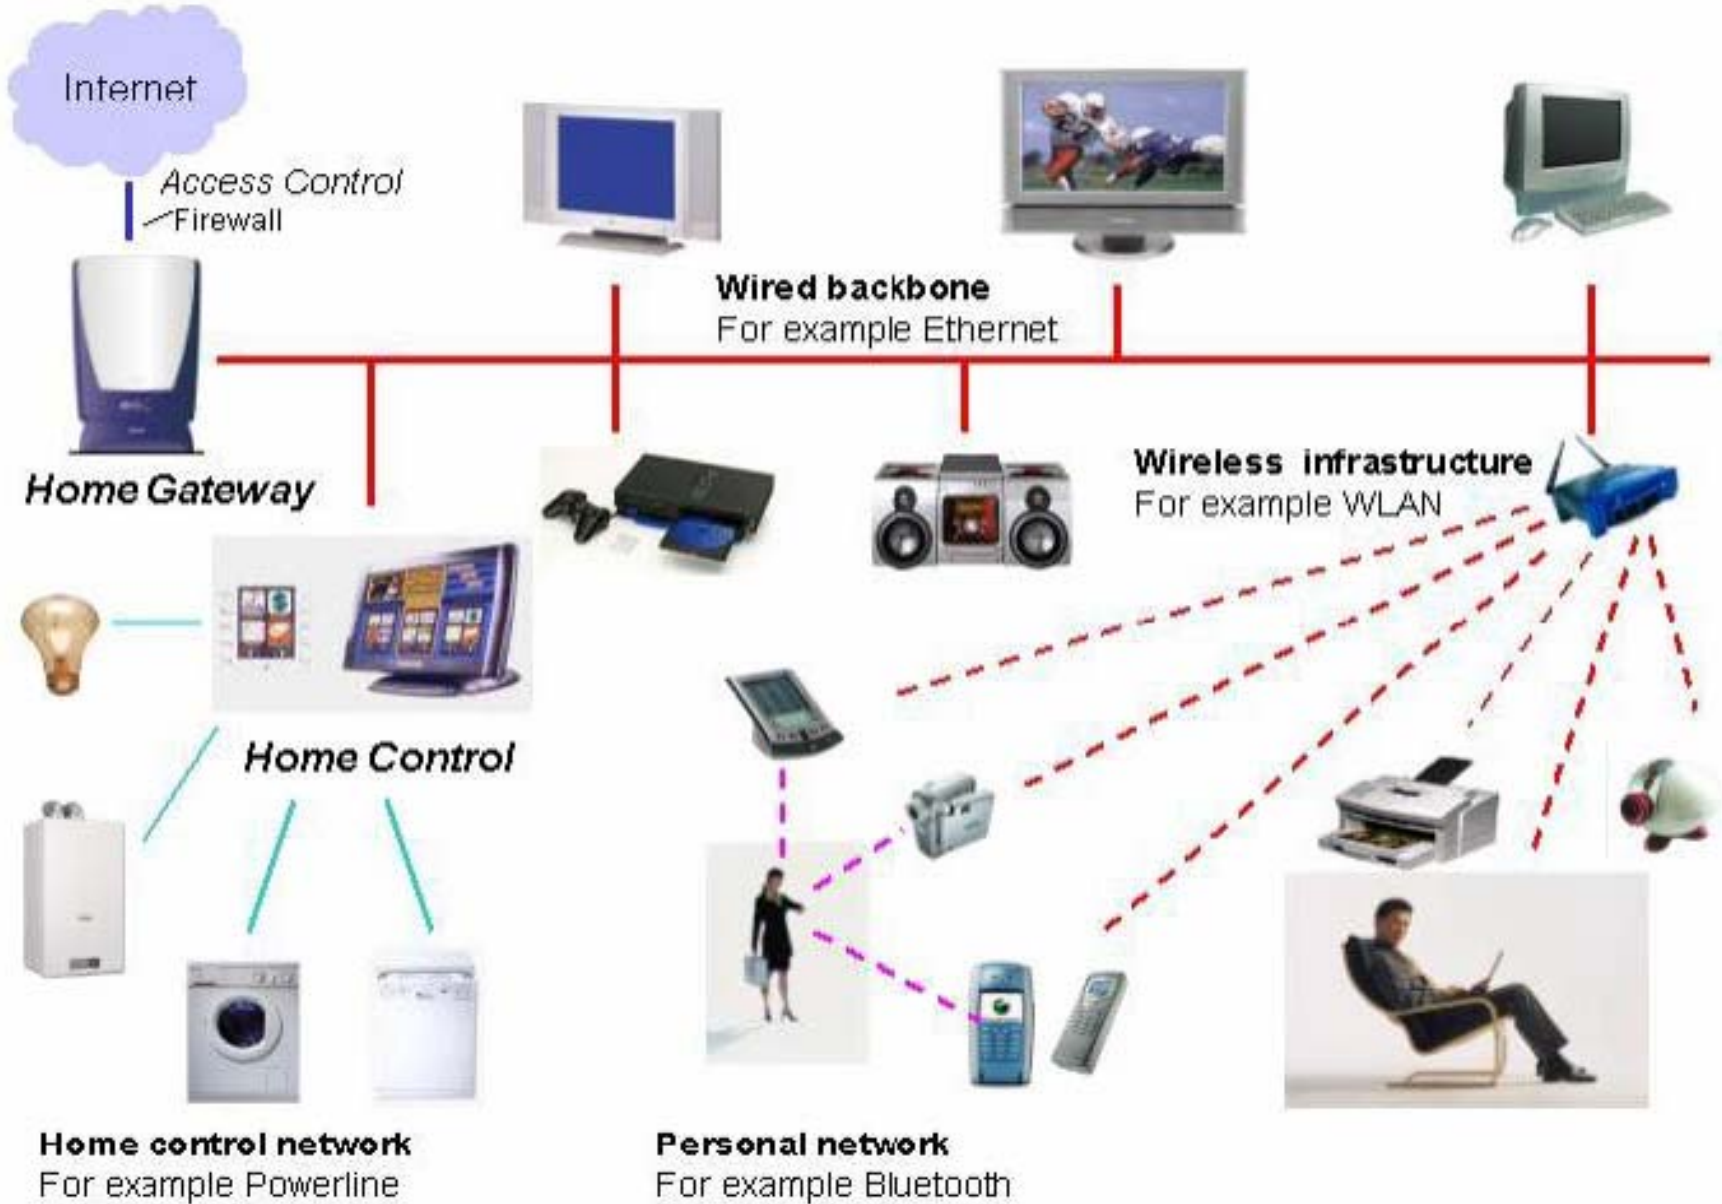 Internet
Access Control
Firewall
Wired backbone
For example Ethernet
Home Gateway
Wireless infrastructure
For example WLAN
Home Control
Home control network
For example Powerline
Personal network
For example Bluetooth